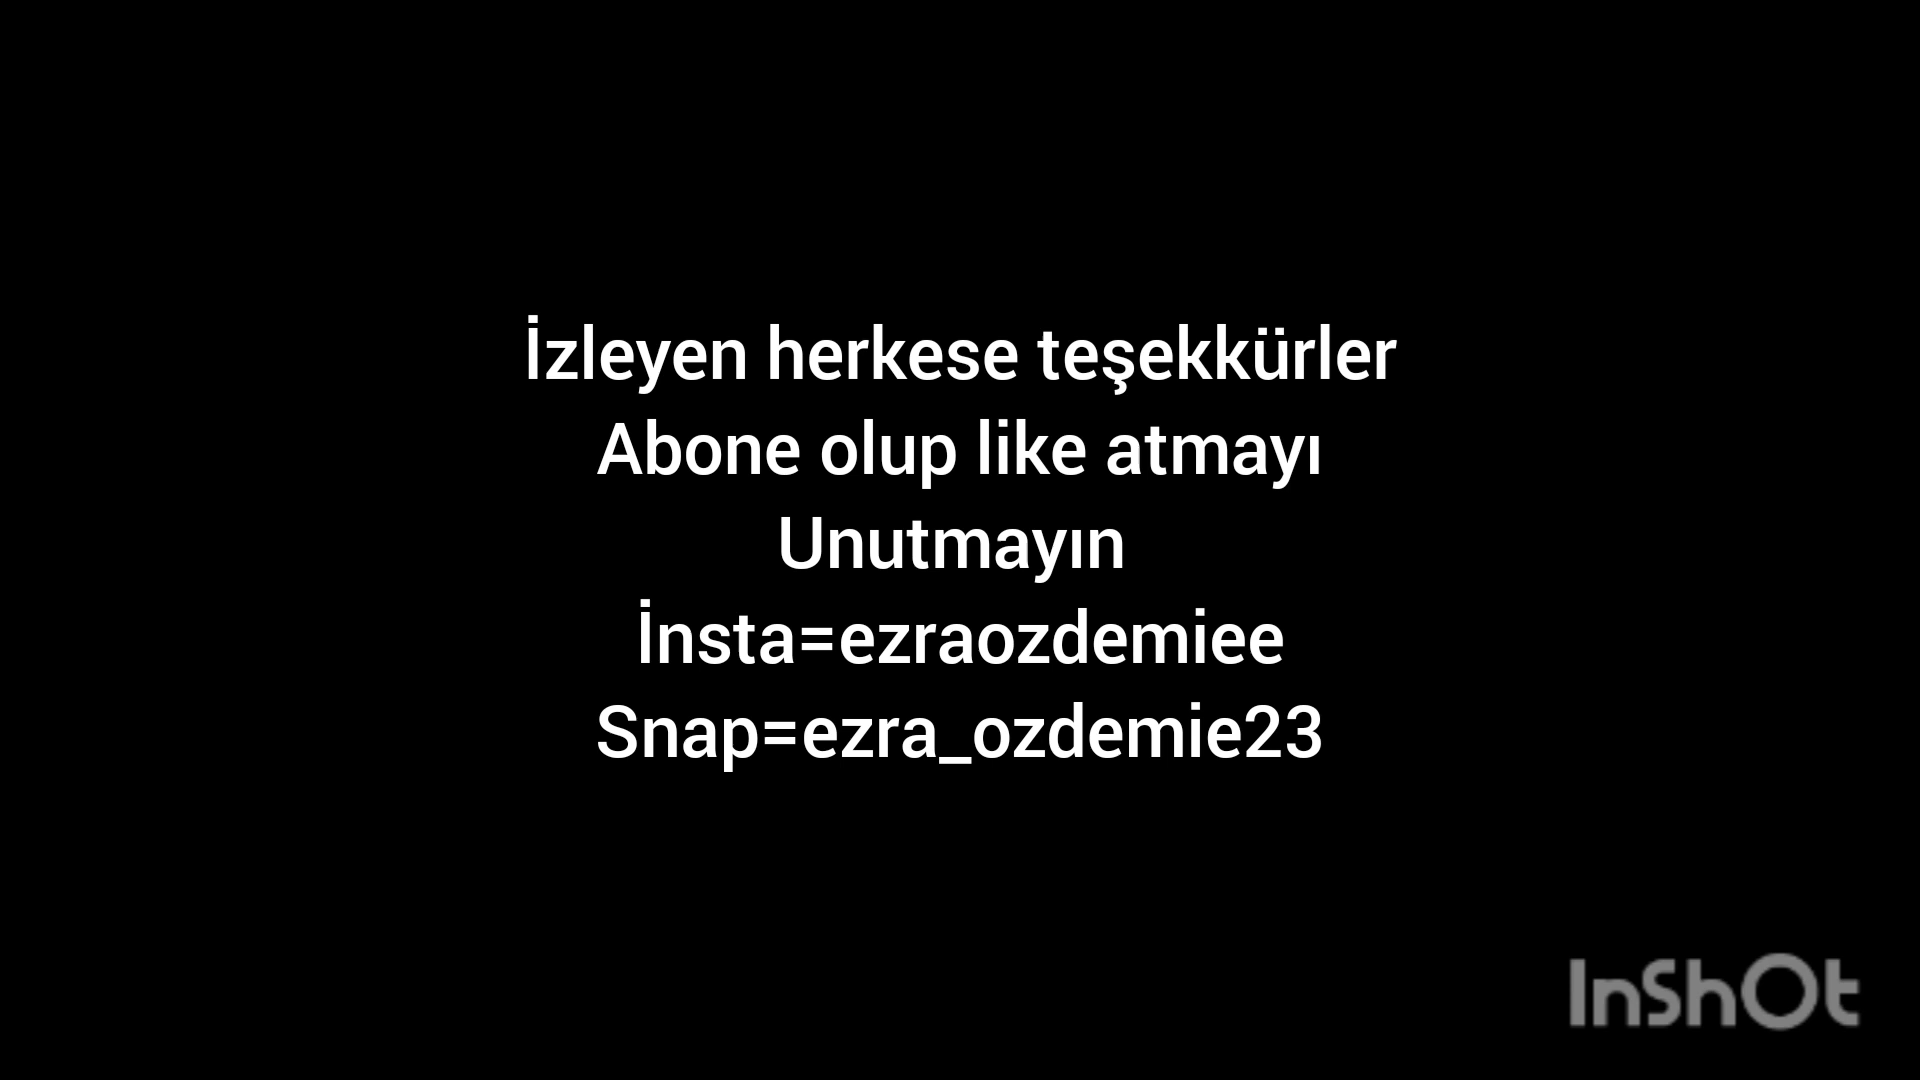 İzleyen herkese teşekkürler
Abone olup like atmayı
Unutmayın
İnsta=ezraozdemiee
Snap=ezra_ozdemie23
InShOt